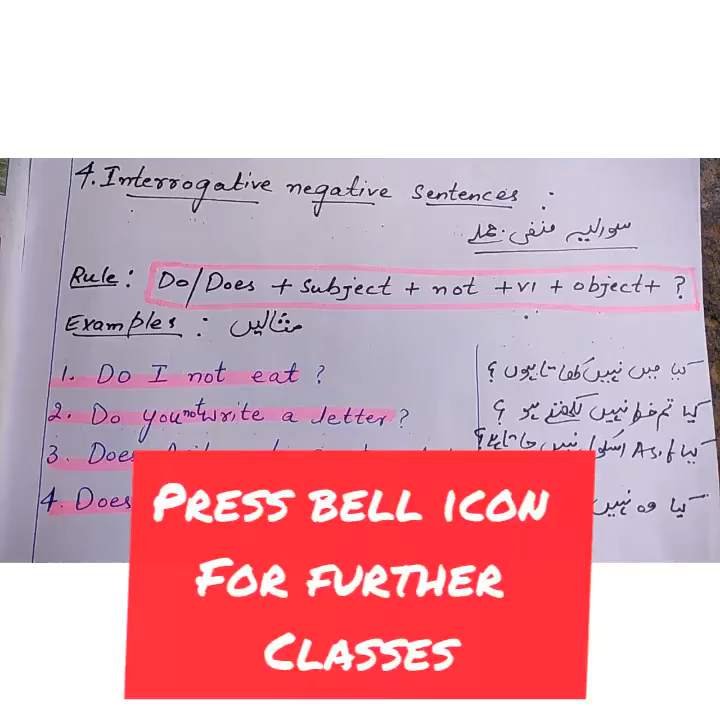 4. Interrogative negative sentences :
سوالیہ منفی جملے
Rule: Do/Does + subject + not + v1 + object + ?
Examples : مثالیں
1. Do I not eat ? کیا میں نہیں کھاتا ہوں ؟
2. Do you not write a letter ? کیا تم خط نہیں لکھتے ہو ؟
3. Does کیا Asif اسکول نہیں جاتا ہے ؟
4. Does کیا وہ نہیں
PRESS BELL ICON
FOR FURTHER
CLASSES